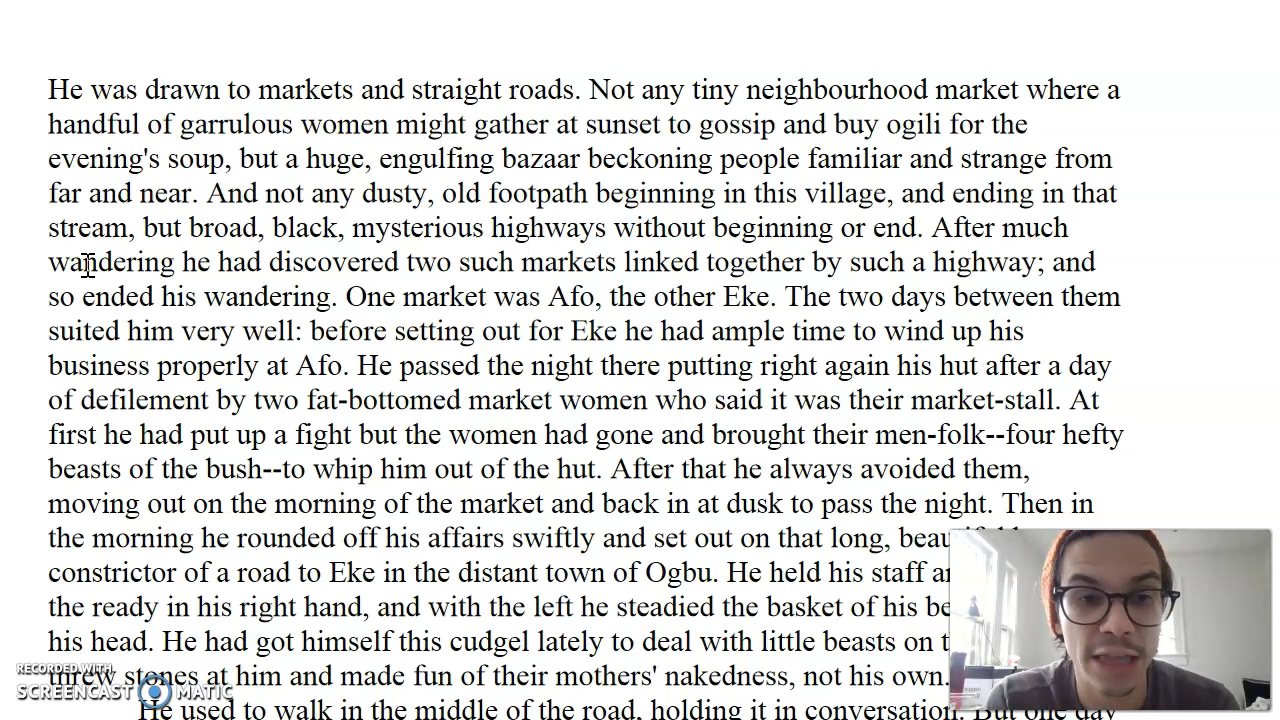 He was drawn to markets and straight roads. Not any tiny neighbourhood market where a
handful of garrulous women might gather at sunset to gossip and buy ogili for the
evening's soup, but a huge, engulfing bazaar beckoning people familiar and strange from
far and near. And not any dusty, old footpath beginning in this village, and ending in that
stream, but broad, black, mysterious highways without beginning or end. After much
wandering he had discovered two such markets linked together by such a highway; and
so ended his wandering. One market was Afo, the other Eke. The two days between them
suited him very well: before setting out for Eke he had ample time to wind up his
business properly at Afo. He passed the night there putting right again his hut after a day
of defilement by two fat-bottomed market women who said it was their market-stall. At
first he had put up a fight but the women had gone and brought their men-folk--four hefty
beasts of the bush--to whip him out of the hut. After that he always avoided them,
moving out on the morning of the market and back in at dusk to pass the night. Then in
the morning he rounded off his affairs swiftly and set out on that long,
constrictor of a road to Eke in the distant town of Ogbu. He held his staff
the ready in his right hand, and with the left he steadied the basket of his
his head. He had got himself this cudgel lately to deal with little beasts on
threw stones at him and made fun of their mothers' nakedness, not his own.
He used to walk in the middle of the road, holding it in conversation. But one day
RECORDED WITH
SCREENCAST MATIC